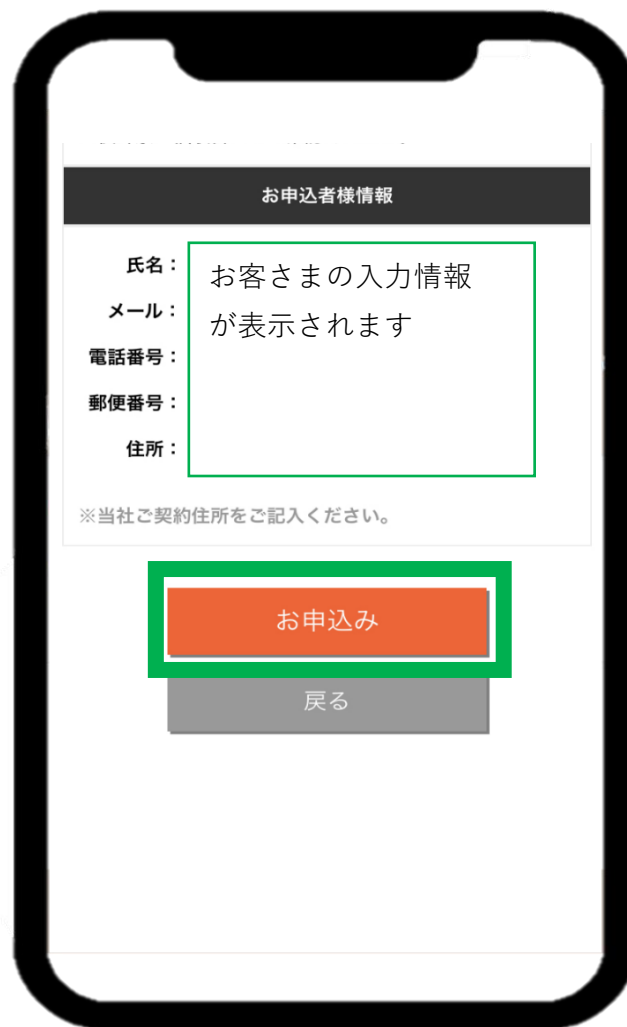 お申込者様情報
氏名：
お客さまの入力情報
が表示されます
メール：
電話番号：
郵便番号：
住所：
※当社ご契約住所をご記入ください。
お申込み
戻る